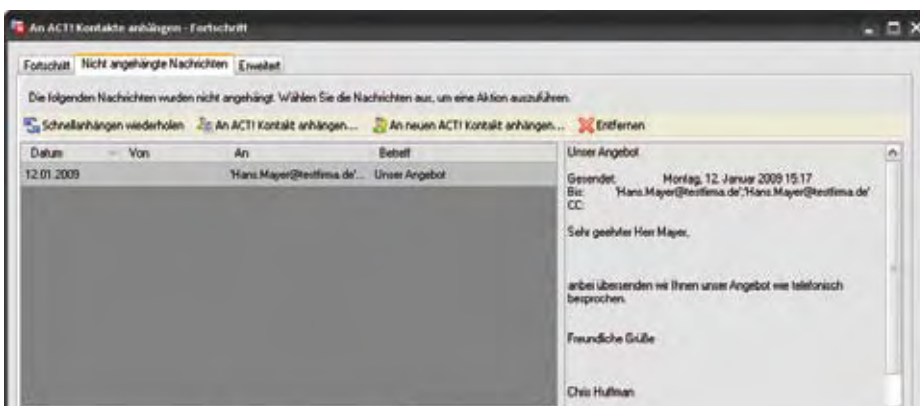 An ACT! Kontakte anhängen - Fortschritt
Fortschritt Nicht angehängte Nachrichten Erweitert
Die folgenden Nachrichten wurden nicht angehängt. Wählen Sie die Nachrichten aus, um eine Aktion auszuführen.
Schnellanhängen wiederholen An ACT! Kontakt anhängen... An neuen ACT! Kontakt anhängen... Entfernen
Datum Von An Betreff
12.01.2009 'Hans.Mayer@testfirma.de'... Unser Angebot
Unser Angebot
Gesendet: Montag, 12. Januar 2009 15:17
Bis: 'Hans.Mayer@testfirma.de';'Hans.Mayer@testfirma.de'
CC:
Sehr geehrter Herr Mayer,
anbei übersenden wir Ihnen unser Angebot wie telefonisch
besprochen.
Freundliche Grüße
Chris Huffman